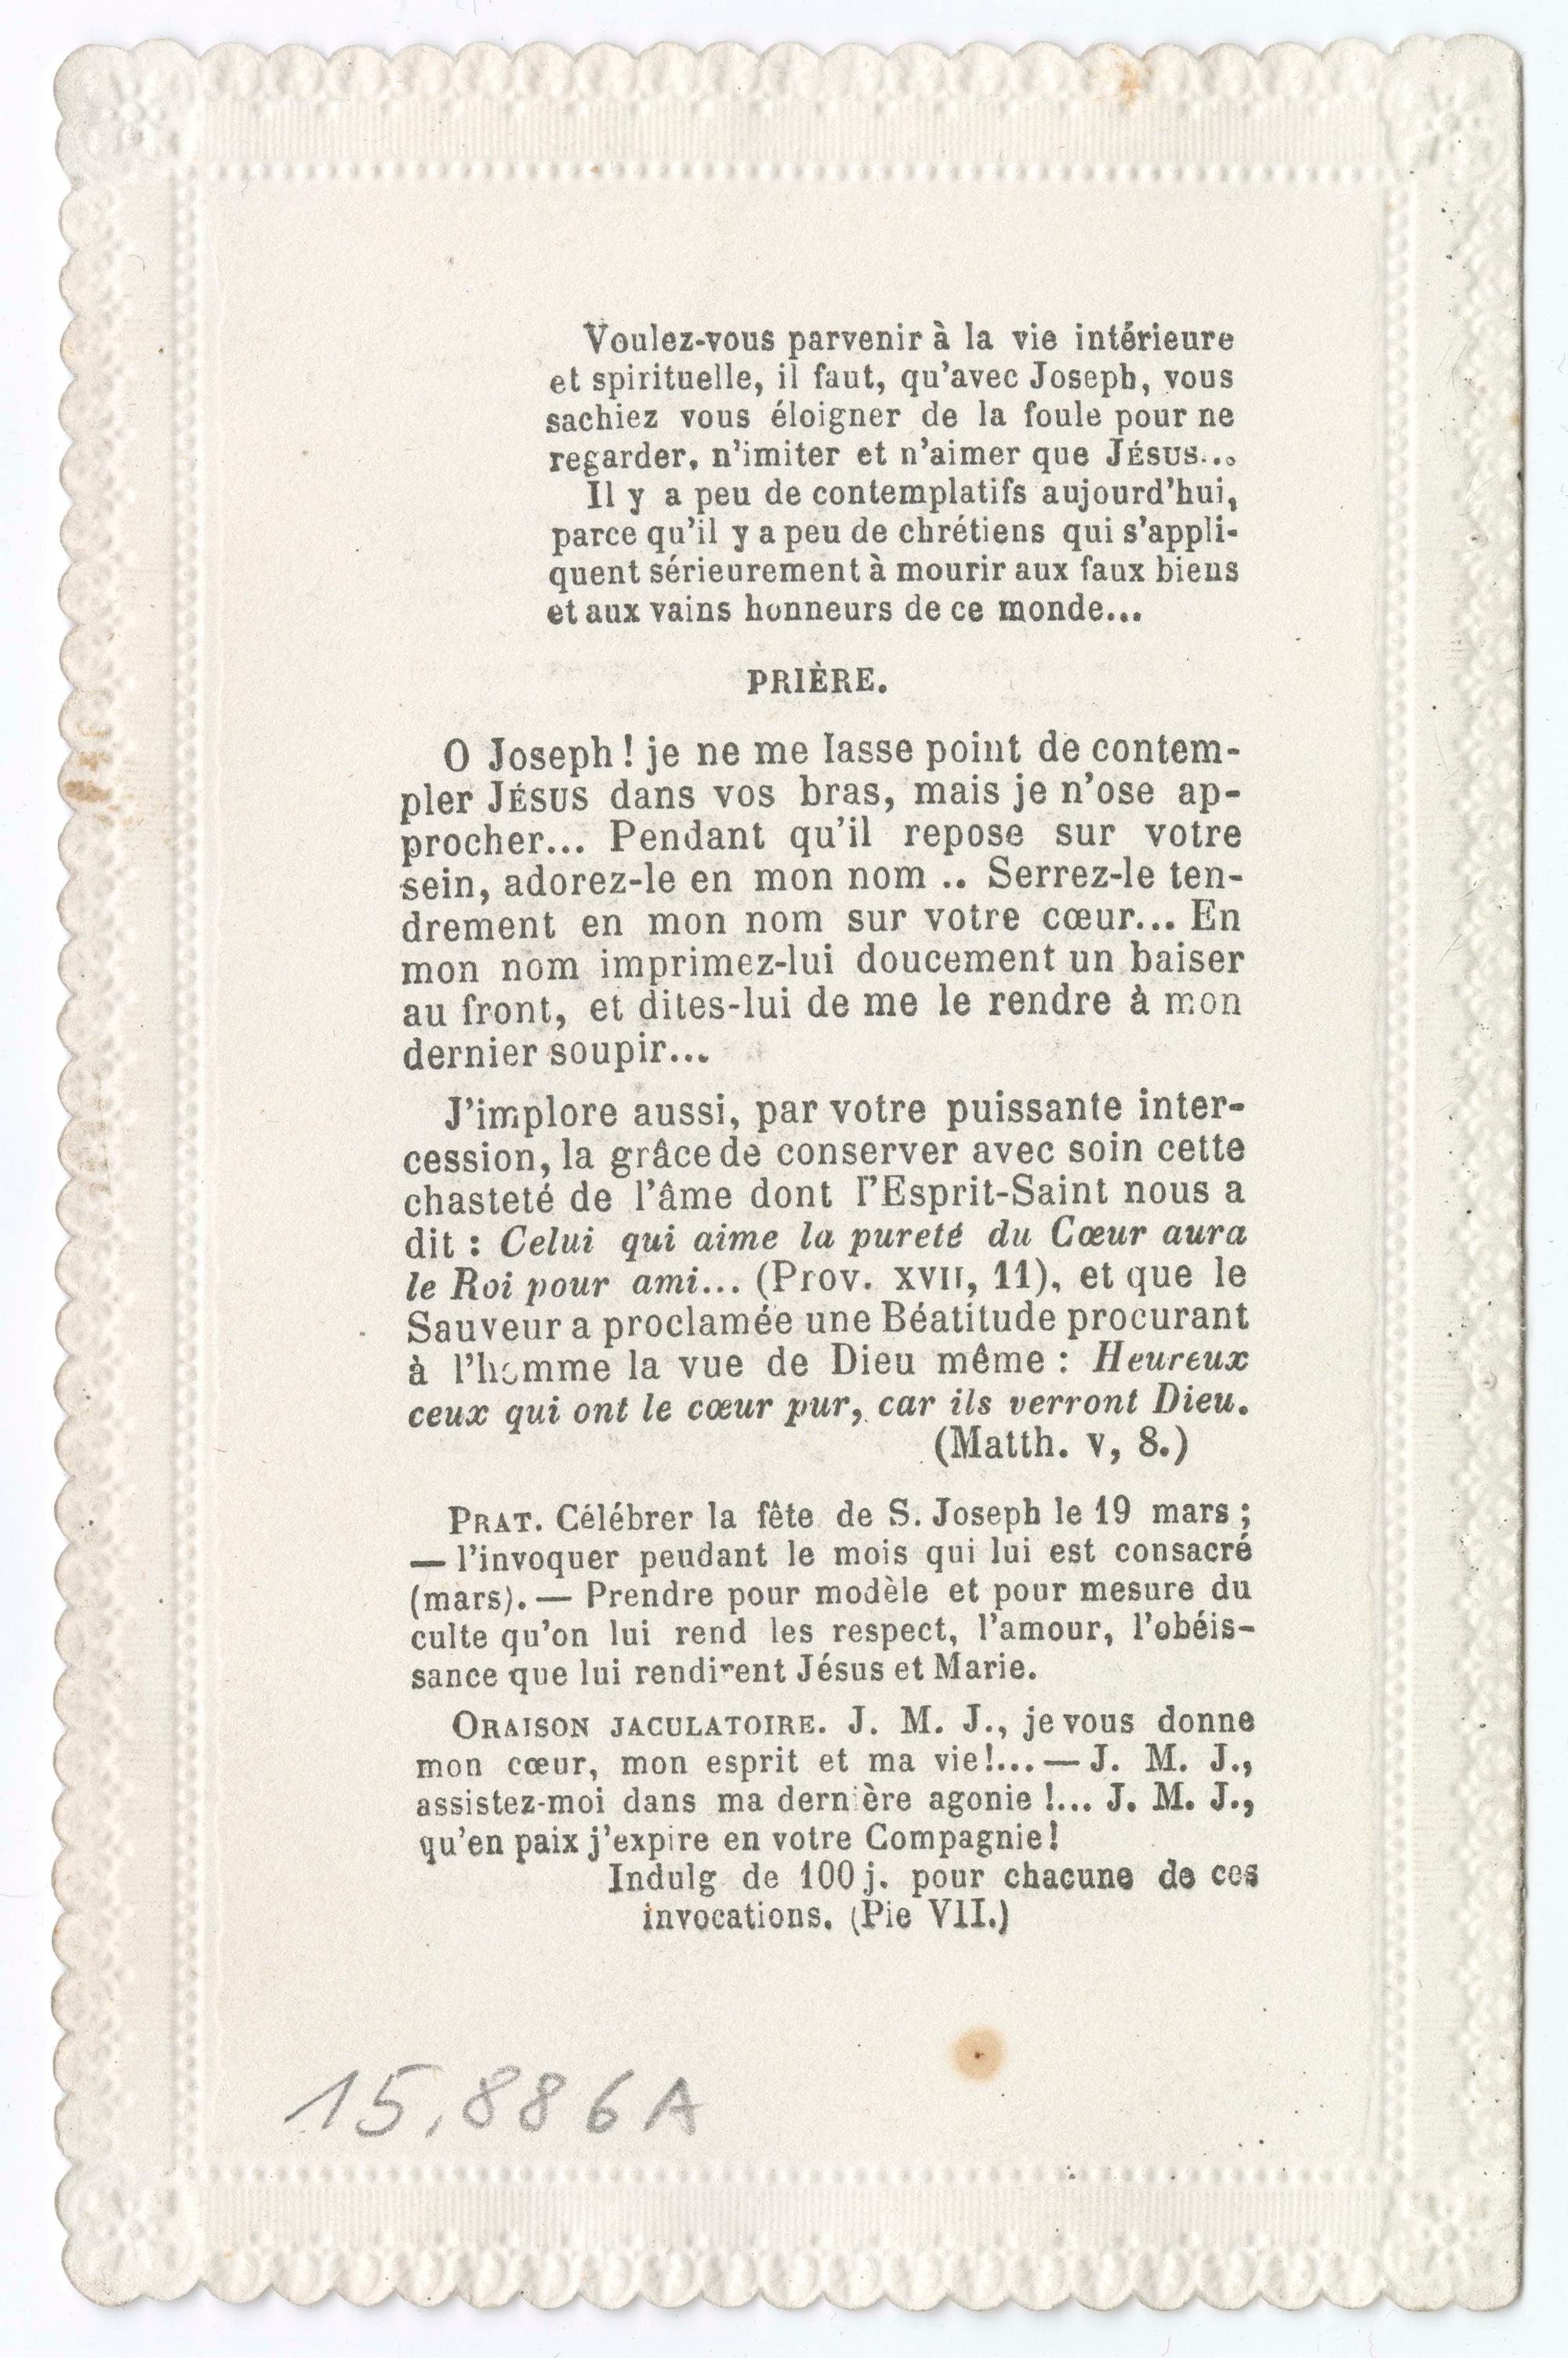 Voulez-vous parvenir à la vie intérieure
et spirituelle, il faut, qu'avec Joseph, vous
sachiez vous éloigner de la foule pour ne
regarder, n'imiter et n'aimer que JÉSUS...
Il y a peu de contemplatifs aujourd'hui,
parce qu'il y a peu de chrétiens qui s'appli-
quent sérieurement à mourir aux faux biens
et aux vains honneurs de ce monde...
PRIÈRE.
O Joseph! je ne me lasse point de contem-
pler JÉSUS dans vos bras, mais je n'ose ap-
procher... Pendant qu'il repose sur votre
sein, adorez-le en mon nom .. Serrez-le ten-
drement en mon nom sur votre cœur... En
mon nom imprimez-lui doucement un baiser
au front, et dites-lui de me le rendre à mon
dernier soupir...
J'implore aussi, par votre puissante inter-
cession, la grâce de conserver avec soin cette
chasteté de l'âme dont l'Esprit-Saint nous a
dit : Celui qui aime la pureté du Cœur aura
le Roi pour ami... (Prov. XVII, 11), et que le
Sauveur a proclamée une Béatitude procurant
à l'homme la vue de Dieu même : Heureux
ceux qui ont le cœur pur, car ils verront Dieu.
(Matth. V, 8.)
PRAT. Célébrer la fête de S. Joseph le 19 mars ;
— l'invoquer pendant le mois qui lui est consacré
(mars). — Prendre pour modèle et pour mesure du
culte qu'on lui rend les respect, l'amour, l'obéis-
sance que lui rendirent Jésus et Marie.
ORAISON JACULATOIRE. J. M. J., je vous donne
mon cœur, mon esprit et ma vie!... — J. M. J.,
assistez-moi dans ma dernière agonie !... J. M. J.,
qu'en paix j'expire en votre Compagnie!
Indulg de 100 j. pour chacune de ces
invocations. (Pie VII.)
15,886A